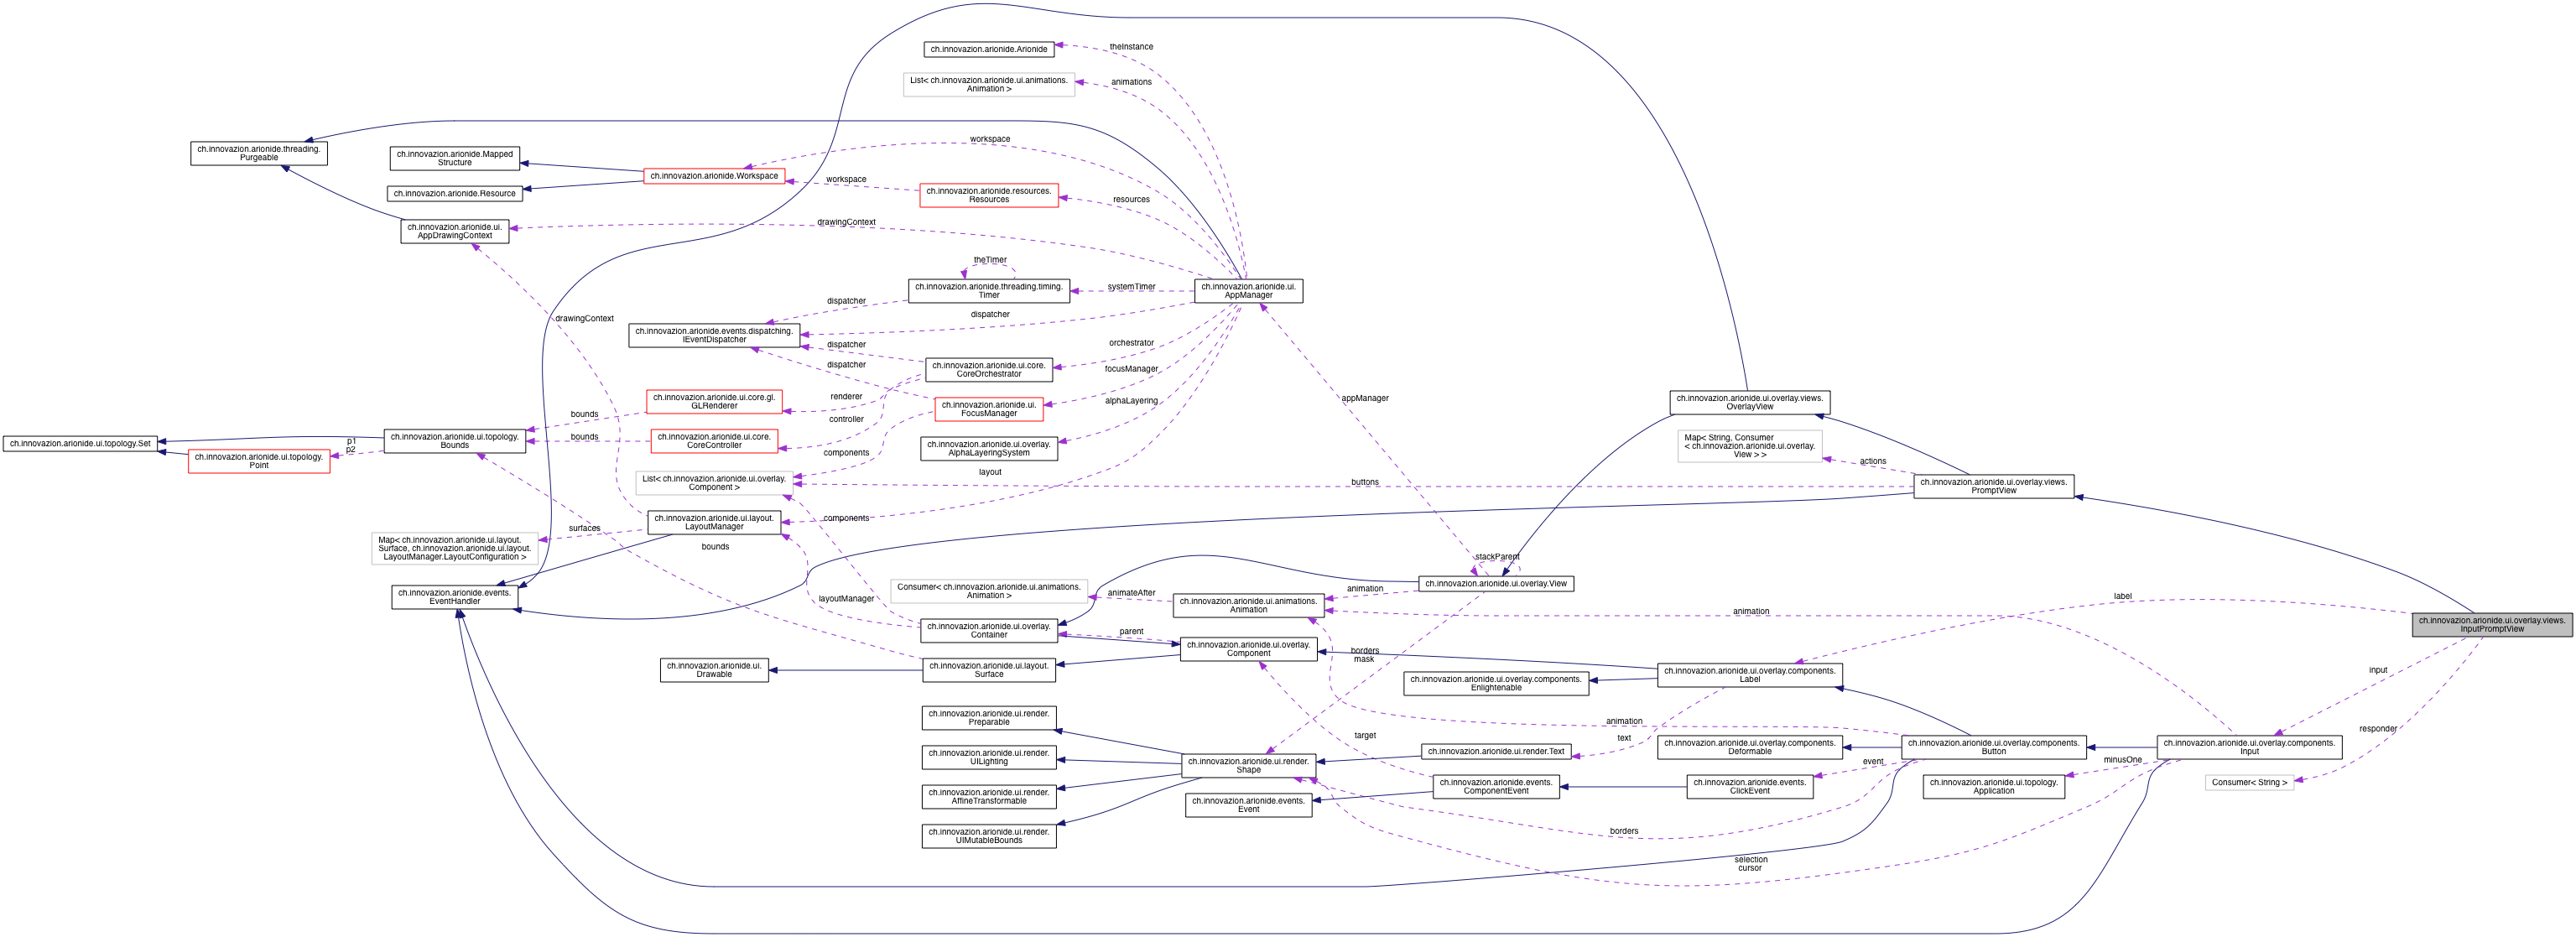 theInstance
ch.innovazion.arionide.Arionide
List< ch.innovazion.arionide.ui.animations.
Animation >
animations
workspace
ch.innovazion.arionide.threading.
Purgeable
ch.innovazion.arionide.Mapped
Structure
ch.innovazion.arionide.Workspace
workspace
ch.innovazion.arionide.Resource
ch.innovazion.arionide.resources.
Resources
resources
drawingContext
ch.innovazion.arionide.ui.
AppDrawingContext
theTimer
ch.innovazion.arionide.threading.timing.
Timer
systemTimer
ch.innovazion.arionide.ui.
AppManager
dispatcher
dispatcher
drawingContext
ch.innovazion.arionide.events.dispatching.
IEventDispatcher
dispatcher
orchestrator
dispatcher
ch.innovazion.arionide.ui.core.
CoreOrchestrator
focusManager
renderer
ch.innovazion.arionide.ui.core.gl.
GLRenderer
appManager
ch.innovazion.arionide.ui.overlay.views.
OverlayView
alphaLayering
ch.innovazion.arionide.ui.
FocusManager
bounds
controller
ch.innovazion.arionide.ui.topology.Set
p1
p2
ch.innovazion.arionide.ui.topology.
Bounds
bounds
ch.innovazion.arionide.ui.core.
CoreController
ch.innovazion.arionide.ui.overlay.
AlphaLayeringSystem
Map< String, Consumer
< ch.innovazion.arionide.ui.overlay.
View > >
components
ch.innovazion.arionide.ui.topology.
Point
actions
layout
List< ch.innovazion.arionide.ui.overlay.
Component >
buttons
ch.innovazion.arionide.ui.overlay.views.
PromptView
components
ch.innovazion.arionide.ui.layout.
LayoutManager
surfaces
Map< ch.innovazion.arionide.ui.layout.
Surface, ch.innovazion.arionide.ui.layout.
LayoutManager.LayoutConfiguration >
bounds
stackParent
ch.innovazion.arionide.ui.overlay.View
ch.innovazion.arionide.events.
EventHandler
Consumer< ch.innovazion.arionide.ui.animations.
Animation >
animateAfter
animation
layoutManager
ch.innovazion.arionide.ui.animations.
Animation
label
animation
ch.innovazion.arionide.ui.overlay.views.
InputPromptView
ch.innovazion.arionide.ui.overlay.
Container
parent
ch.innovazion.arionide.ui.overlay.
Component
borders
mask
ch.innovazion.arionide.ui.
Drawable
ch.innovazion.arionide.ui.layout.
Surface
ch.innovazion.arionide.ui.overlay.components.
Enlightenable
ch.innovazion.arionide.ui.overlay.components.
Label
input
ch.innovazion.arionide.ui.render.
Preparable
animation
responder
target
text
ch.innovazion.arionide.ui.render.
UILighting
ch.innovazion.arionide.ui.render.Text
ch.innovazion.arionide.ui.overlay.components.
Deformable
ch.innovazion.arionide.ui.overlay.components.
Button
ch.innovazion.arionide.ui.overlay.components.
Input
ch.innovazion.arionide.ui.render.
Shape
event
minusOne
ch.innovazion.arionide.ui.render.
AffineTransformable
ch.innovazion.arionide.events.
ComponentEvent
ch.innovazion.arionide.events.
ClickEvent
ch.innovazion.arionide.ui.topology.
Application
Consumer< String >
ch.innovazion.arionide.events.
Event
ch.innovazion.arionide.ui.render.
UIMutableBounds
borders
selection
cursor